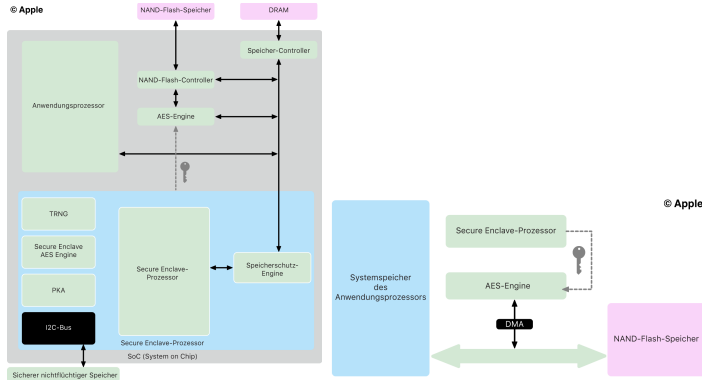 © Apple
NAND-Flash-Speicher
DRAM
Speicher-Controller
NAND-Flash-Controller
Anwendungsprozessor
AES-Engine
TRNG
Secure Enclave
AES Engine
PKA
I2C-Bus
Secure Enclave-
Prozessor
Speicherschutz-
Engine
Secure Enclave-Prozessor
SoC (System on Chip)
Sicherer nichtflüchtiger Speicher
© Apple
Systemspeicher
des
Anwendungsprozessors
Secure Enclave-Prozessor
AES-Engine
DMA
NAND-Flash-Speicher